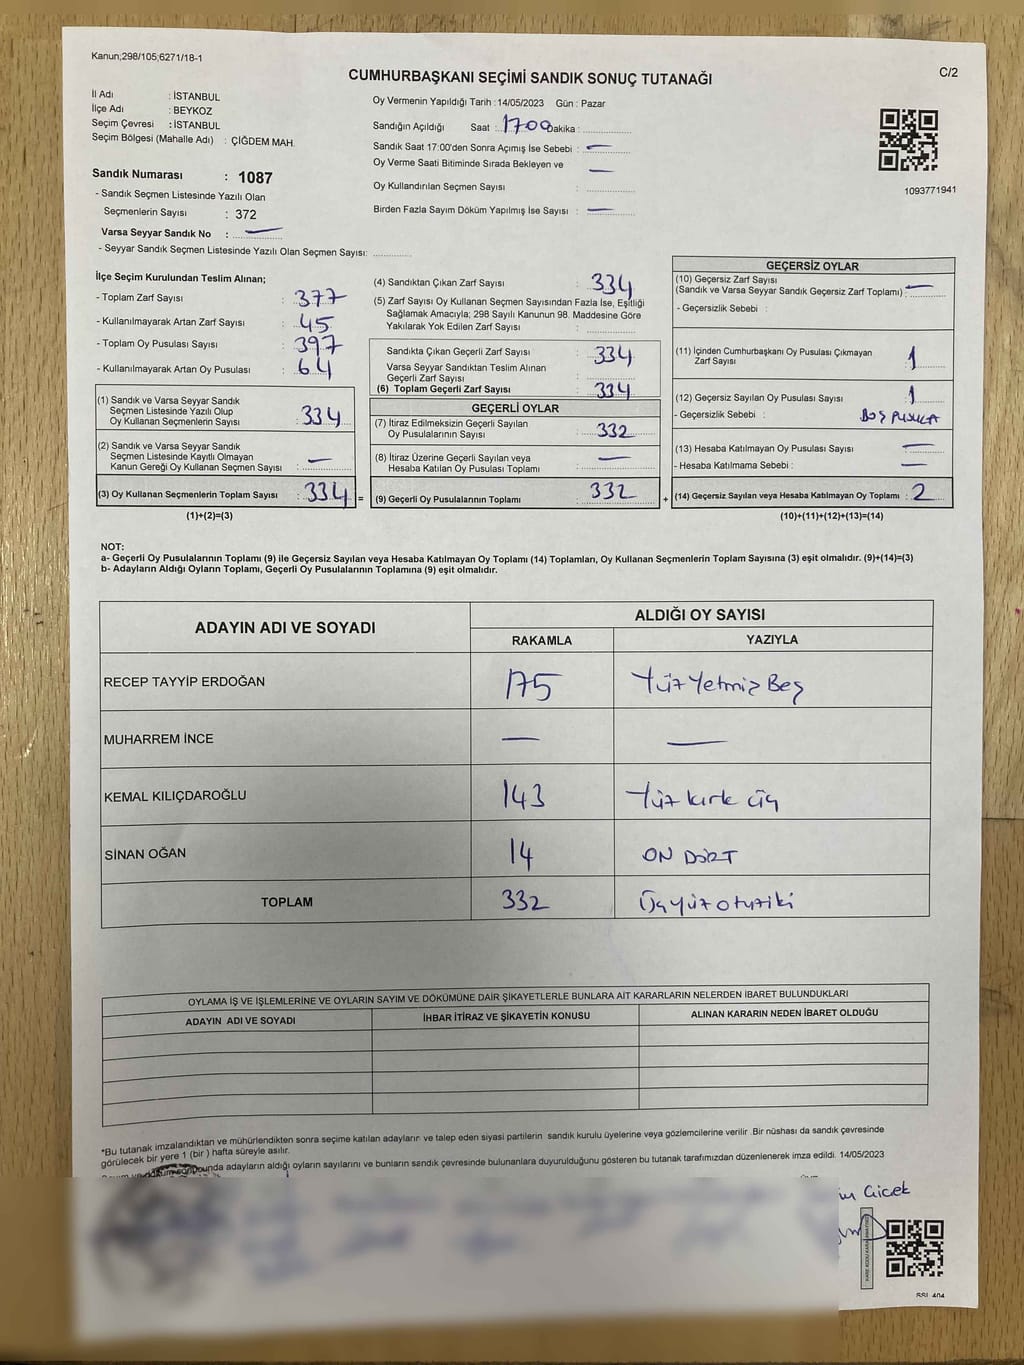 Kanun;298/105;6271/18-1
C/2
CUMHURBAŞKANI SEÇİMİ SANDIK SONUÇ TUTANAĞI
İl Adı : İSTANBUL
İlçe Adı : BEYKOZ
Seçim Çevresi : İSTANBUL
Seçim Bölgesi (Mahalle Adı) : ÇİĞDEM MAH.
Sandık Numarası : 1087
- Sandık Seçmen Listesinde Yazılı Olan
Seçmenlerin Sayısı : 372
Varsa Seyyar Sandık No : —
- Seyyar Sandık Seçmen Listesinde Yazılı Olan Seçmen Sayısı:
Oy Vermenin Yapıldığı Tarih : 14/05/2023 Gün : Pazar
Sandığın Açıldığı Saat : 1700 Dakika :
Sandık Saat 17:00'den Sonra Açımış İse Sebebi : —
Oy Verme Saati Bitiminde Sırada Bekleyen ve —
Oy Kullandırılan Seçmen Sayısı :
Birden Fazla Sayım Döküm Yapılmış İse Sayısı : —
1093771941
İlçe Seçim Kurulundan Teslim Alınan;
- Toplam Zarf Sayısı : 377
- Kullanılmayarak Artan Zarf Sayısı : 45
- Toplam Oy Pusulası Sayısı : 397
- Kullanılmayarak Artan Oy Pusulası : 64
(1) Sandık ve Varsa Seyyar Sandık
Seçmen Listesinde Yazılı Olup
Oy Kullanan Seçmenlerin Sayısı : 334
(2) Sandık ve Varsa Seyyar Sandık
Seçmen Listesinde Kayıtlı Olmayan
Kanun Gereği Oy Kullanan Seçmen Sayısı : —
(3) Oy Kullanan Seçmenlerin Toplam Sayısı : 334 =
(1)+(2)=(3)
(4) Sandıktan Çıkan Zarf Sayısı : 334
(5) Zarf Sayısı Oy Kullanan Seçmen Sayısından Fazla İse, Eşitliği
Sağlamak Amacıyla; 298 Sayılı Kanunun 98. Maddesine Göre
Yakılarak Yok Edilen Zarf Sayısı :
Sandıkta Çıkan Geçerli Zarf Sayısı : 334
Varsa Seyyar Sandıktan Teslim Alınan
Geçerli Zarf Sayısı :
(6) Toplam Geçerli Zarf Sayısı : 334
GEÇERLİ OYLAR
(7) İtiraz Edilmeksizin Geçerli Sayılan
Oy Pusulalarının Sayısı : 332
(8) İtiraz Üzerine Geçerli Sayılan veya
Hesaba Katılan Oy Pusulası Toplamı : —
(9) Geçerli Oy Pusulalarının Toplamı : 332 +
GEÇERSİZ OYLAR
(10) Geçersiz Zarf Sayısı
(Sandık ve Varsa Seyyar Sandık Geçersiz Zarf Toplamı) : —
- Geçersizlik Sebebi :
(11) İçinden Cumhurbaşkanı Oy Pusulası Çıkmayan
Zarf Sayısı : 1
(12) Geçersiz Sayılan Oy Pusulası Sayısı : 1
- Geçersizlik Sebebi : BOŞ PUSULA
(13) Hesaba Katılmayan Oy Pusulası Sayısı : —
- Hesaba Katılmama Sebebi : —
(14) Geçersiz Sayılan veya Hesaba Katılmayan Oy Toplamı : 2
(10)+(11)+(12)+(13)=(14)
NOT:
a- Geçerli Oy Pusulalarının Toplamı (9) ile Geçersiz Sayılan veya Hesaba Katılmayan Oy Toplamı (14) Toplamları, Oy Kullanan Seçmenlerin Toplam Sayısına (3) eşit olmalıdır. (9)+(14)=(3)
b- Adayların Aldığı Oyların Toplamı, Geçerli Oy Pusulalarının Toplamına (9) eşit olmalıdır.
ADAYIN ADI VE SOYADI
ALDIĞI OY SAYISI
RAKAMLA YAZIYLA
RECEP TAYYİP ERDOĞAN 175 Yüz Yetmiş Beş
MUHARREM İNCE — —
KEMAL KILIÇDAROĞLU 143 Yüz kırk üç
SİNAN OĞAN 14 ON DÖRT
TOPLAM 332 Üçyüz otuziki
OYLAMA İŞ VE İŞLEMLERİNE VE OYLARIN SAYIM VE DÖKÜMÜNE DAİR ŞİKAYETLERLE BUNLARA AİT KARARLARIN NELERDEN İBARET BULUNDUKLARI
ADAYIN ADI VE SOYADI İHBAR İTİRAZ VE ŞİKAYETİN KONUSU ALINAN KARARIN NEDEN İBARET OLDUĞU
*Bu tutanak imzalandıktan ve mühürlendikten sonra seçime katılan adayların ve talep eden siyasi partilerin sandık kurulu üyelerine veya gözlemcilerine verilir .Bir nüshası da sandık çevresinde
görülecek bir yere 1 (bir ) hafta süreyle asılır.
adayların aldığı oyların sayılarını ve bunların sandık çevresinde bulunanlara duyurulduğunu gösteren bu tutanak tarafımızdan düzenlenerek imza edildi. 14/05/2023
Cicek